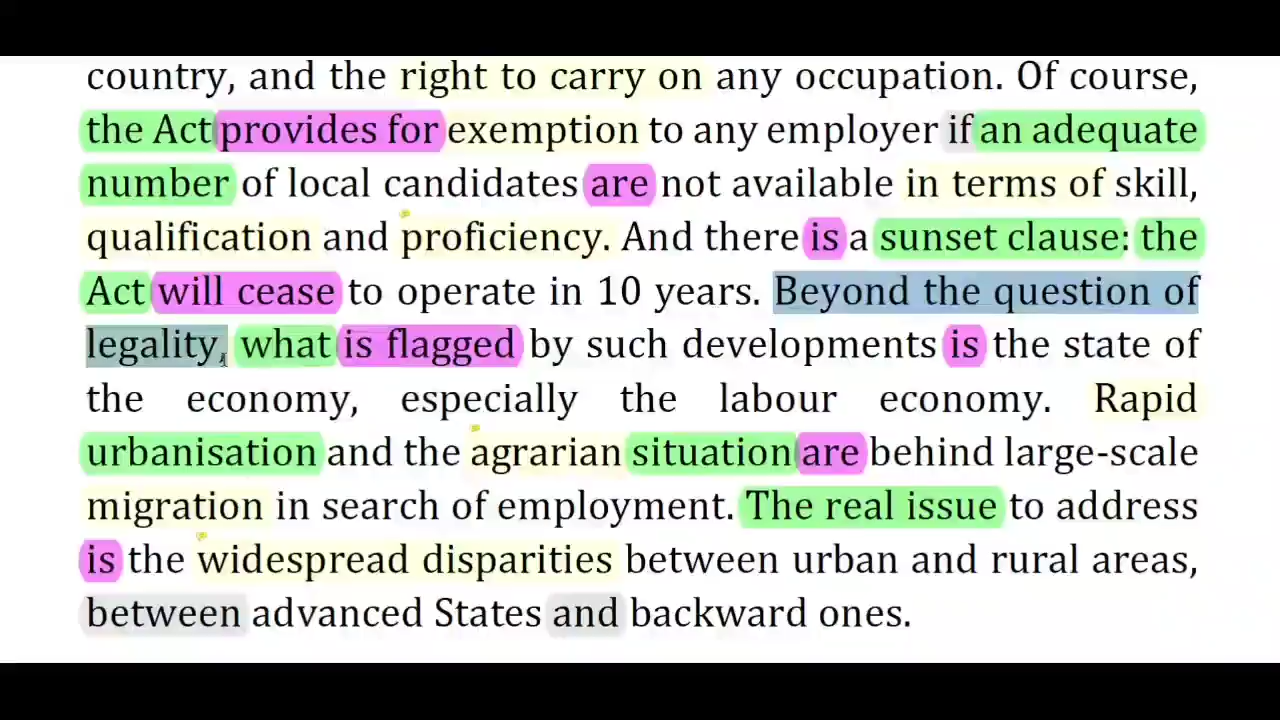 country, and the right to carry on any occupation. Of course,
the Act provides for exemption to any employer if an adequate
number of local candidates are not available in terms of skill,
qualification and proficiency. And there is a sunset clause: the
Act will cease to operate in 10 years. Beyond the question of
legality, what is flagged by such developments is the state of
the economy, especially the labour economy. Rapid
urbanisation and the agrarian situation are behind large-scale
migration in search of employment. The real issue to address
is the widespread disparities between urban and rural areas,
between advanced States and backward ones.